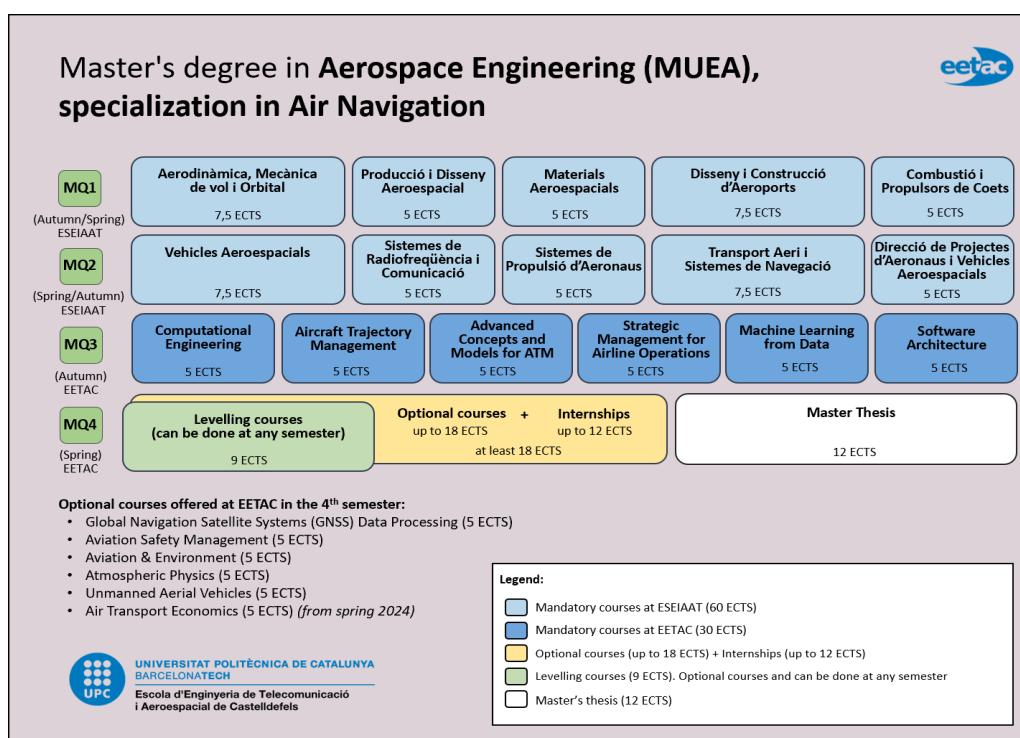 Master's degree in Aerospace Engineering (MUEA),
specialization in Air Navigation
eetac
MQ1
(Autumn/Spring)
ESEIAAT
Aerodinàmica, Mecànica
de vol i Orbital
7,5 ECTS
Producció i Disseny
Aeroespacial
5 ECTS
Materials
Aeroespacials
5 ECTS
Disseny i Construcció
d'Aeroports
7,5 ECTS
Combustió i
Propulsors de Coets
5 ECTS
MQ2
(Spring/Autumn)
ESEIAAT
Vehicles Aeroespacials
7,5 ECTS
Sistemes de
Radiofreqüència i
Comunicació
5 ECTS
Sistemes de
Propulsió d'Aeronaus
5 ECTS
Transport Aeri i
Sistemes de Navegació
7,5 ECTS
Direcció de Projectes
d'Aeronaus i Vehicles
Aeroespacials
5 ECTS
MQ3
(Autumn)
EETAC
Computational
Engineering
5 ECTS
Aircraft Trajectory
Management
5 ECTS
Advanced
Concepts and
Models for ATM
5 ECTS
Strategic
Management for
Airline Operations
5 ECTS
Machine Learning
from Data
5 ECTS
Software
Architecture
5 ECTS
MQ4
(Spring)
EETAC
Levelling courses
(can be done at any semester)
9 ECTS
Optional courses + Internships
up to 18 ECTS up to 12 ECTS
at least 18 ECTS
Master Thesis
12 ECTS
Optional courses offered at EETAC in the 4th semester:
• Global Navigation Satellite Systems (GNSS) Data Processing (5 ECTS)
• Aviation Safety Management (5 ECTS)
• Aviation & Environment (5 ECTS)
• Atmospheric Physics (5 ECTS)
• Unmanned Aerial Vehicles (5 ECTS)
• Air Transport Economics (5 ECTS) (from spring 2024)
Legend:
Mandatory courses at ESEIAAT (60 ECTS)
Mandatory courses at EETAC (30 ECTS)
Optional courses (up to 18 ECTS) + Internships (up to 12 ECTS)
Levelling courses (9 ECTS). Optional courses and can be done at any semester
Master's thesis (12 ECTS)
UPC
UNIVERSITAT POLITÈCNICA DE CATALUNYA
BARCELONATECH
Escola d'Enginyeria de Telecomunicació
i Aeroespacial de Castelldefels